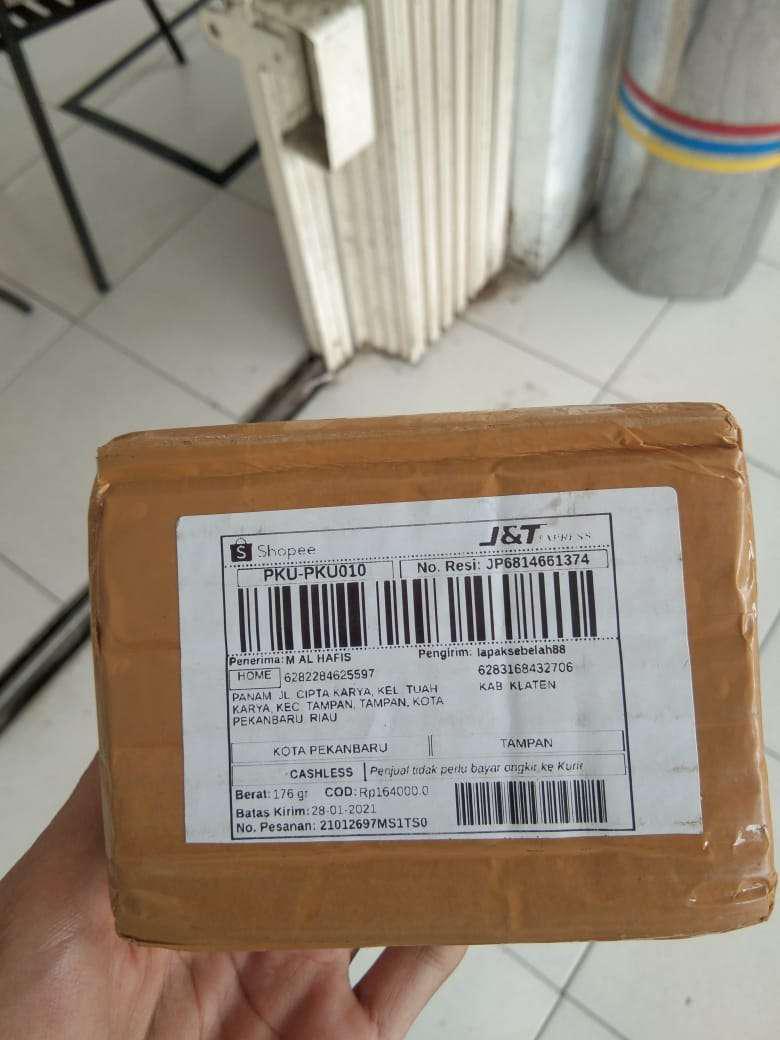 Shopee
J&T EXPRESS
PKU-PKU010
No. Resi: JP6814661374
Penerima: M AL HAFIS
HOME 6282284625597
PANAM JL. CIPTA KARYA, KEL. TUAH
KARYA, KEC. TAMPAN, TAMPAN, KOTA
PEKANBARU, RIAU
Pengirim: lapaksebelah88
6283168432706
KAB. KLATEN
KOTA PEKANBARU
TAMPAN
CASHLESS Penjual tidak perlu bayar ongkir ke Kurir
Berat: 176 gr COD: Rp164000.0
Batas Kirim: 28-01-2021
No. Pesanan: 21012697MS1TS0